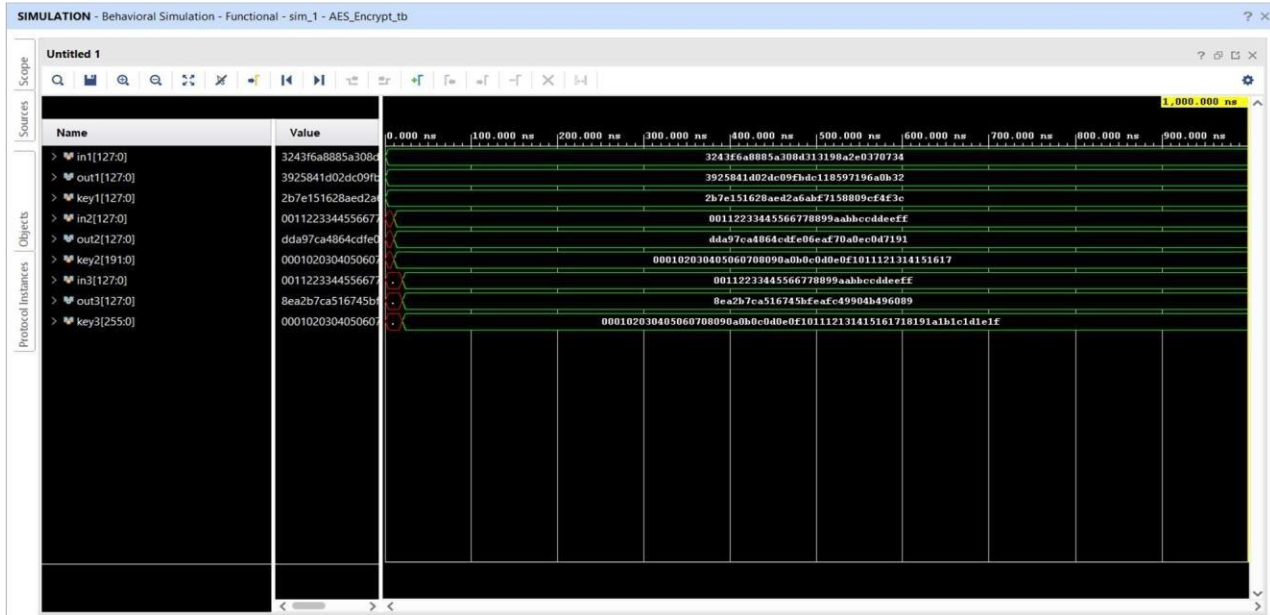 SIMULATION - Behavioral Simulation - Functional - sim_1 - AES_Encrypt_tb
Untitled 1
Scope
Sources
Objects
Protocol Instances
1,000.000 ns
Name Value 0.000 ns 100.000 ns 200.000 ns 300.000 ns 400.000 ns 500.000 ns 600.000 ns 700.000 ns 800.000 ns 900.000 ns
in1[127:0] 3243f6a8885a308d 3243f6a8885a308d313198a2e0370734
out1[127:0] 3925841d02dc09fb 3925841d02dc09fbdc118597196a0b32
key1[127:0] 2b7e151628aed2a6 2b7e151628aed2a6abf7158809cf4f3c
in2[127:0] 0011223344556677 00112233445566778899aabbccddeeff
out2[127:0] dda97ca4864cdfe0 dda97ca4864cdfe06eaf70a0ec0d7191
key2[191:0] 0001020304050607 000102030405060708090a0b0c0d0e0f1011121314151617
in3[127:0] 0011223344556677 00112233445566778899aabbccddeeff
out3[127:0] 8ea2b7ca516745bf 8ea2b7ca516745bfeafc49904b496089
key3[255:0] 0001020304050607 000102030405060708090a0b0c0d0e0f101112131415161718191a1b1c1d1e1f